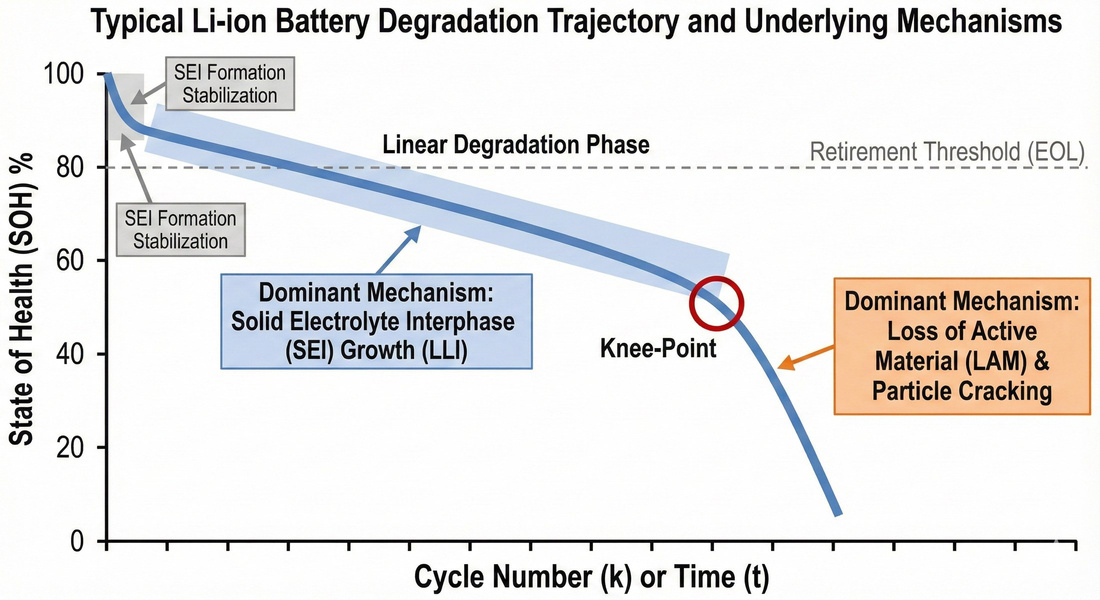 Typical Li-ion Battery Degradation Trajectory and Underlying Mechanisms
100
80
60
40
20
0
State of Health (SOH) %
SEI Formation
Stabilization
SEI Formation
Stabilization
Linear Degradation Phase
Retirement Threshold (EOL)
Dominant Mechanism:
Solid Electrolyte Interphase
(SEI) Growth (LLI)
Knee-Point
Dominant Mechanism:
Loss of Active
Material (LAM) &
Particle Cracking
Cycle Number (k) or Time (t)